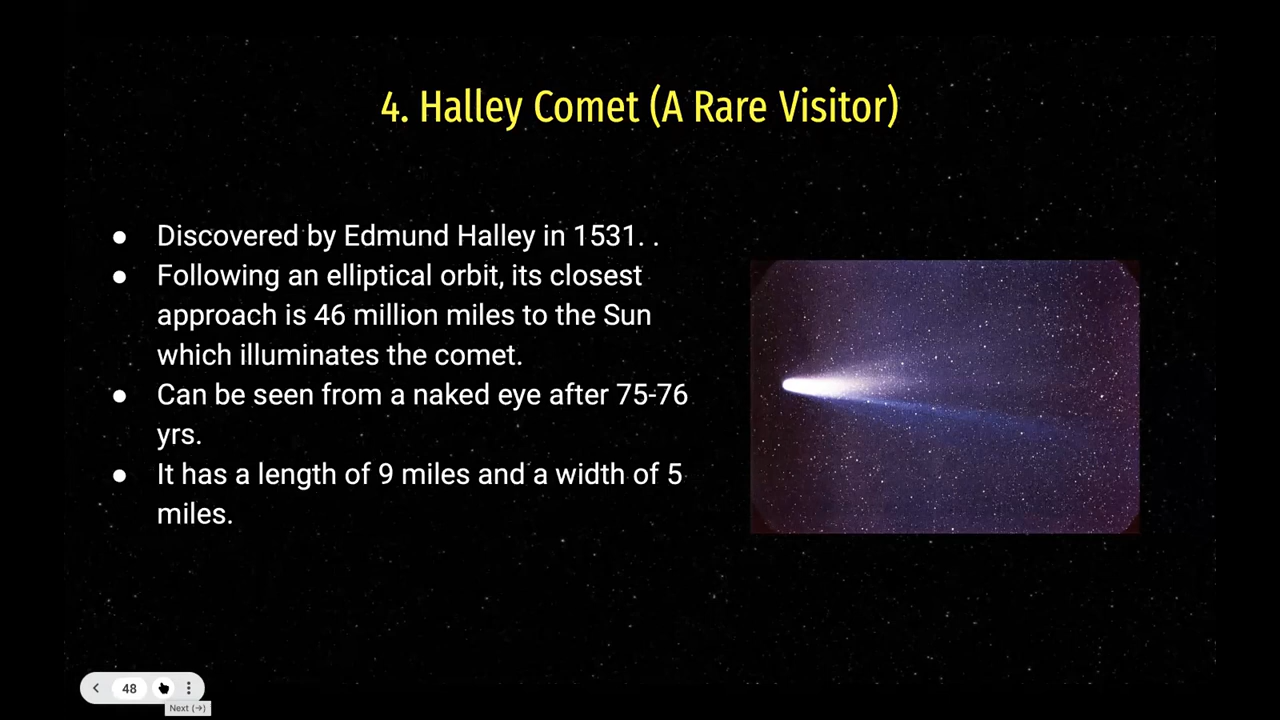 4. Halley Comet (A Rare Visitor)
● Discovered by Edmund Halley in 1531. .
● Following an elliptical orbit, its closest
approach is 46 million miles to the Sun
which illuminates the comet.
● Can be seen from a naked eye after 75-76
yrs.
● It has a length of 9 miles and a width of 5
miles.
48
Next (→)